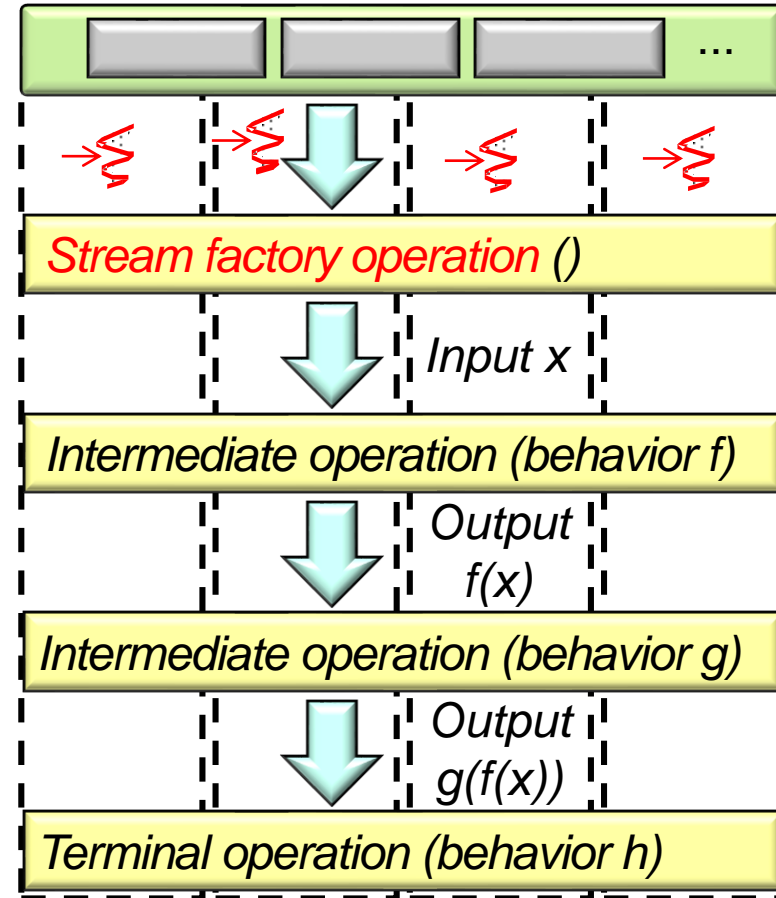 ...
Stream factory operation ()
Input x
Intermediate operation (behavior f)
Output
f(x)
Intermediate operation (behavior g)
Output
g(f(x))
Terminal operation (behavior h)